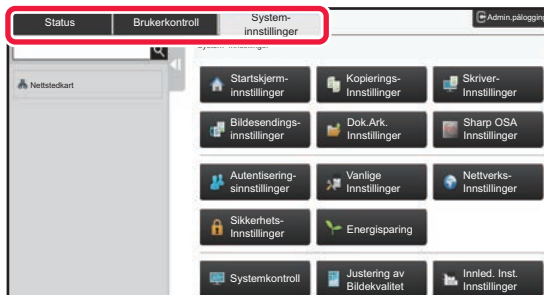 Status
Brukerkontroll
System-
innstillinger
Admin.pålogging
Nettstedkart
Startskjerm-
innstillinger
Kopierings-
Innstillinger
Skriver-
Innstillinger
Bildesendings-
innstillinger
Dok.Ark.
Innstillinger
Sharp OSA
Innstillinger
Autentisering-
sinnstillinger
Vanlige
Innstillinger
Nettverks-
Innstillinger
Sikkerhets-
Innstillinger
Energisparing
Systemkontroll
Justering av
Bildekvalitet
Innled. Inst.
Innstillinger